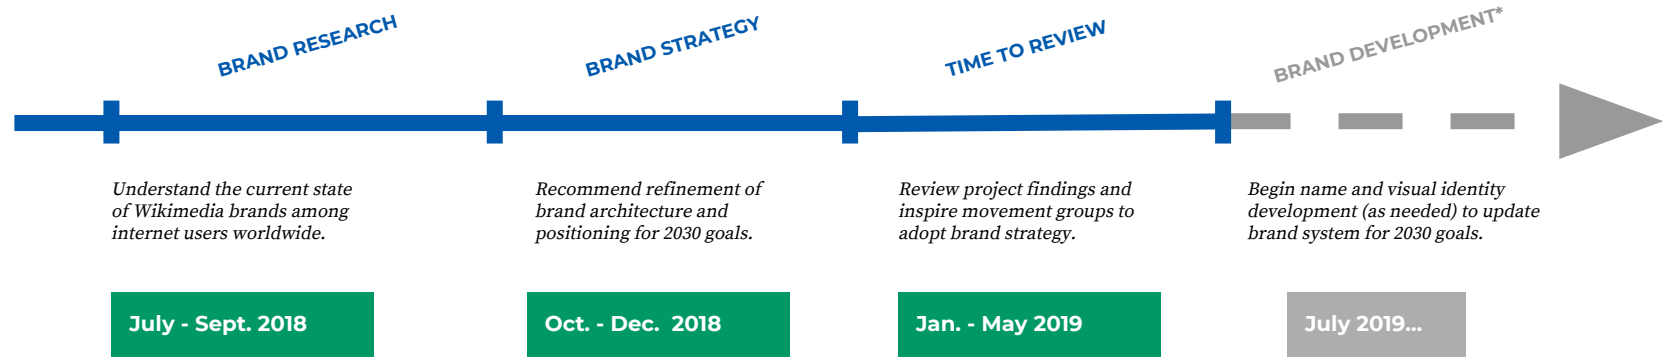 BRAND RESEARCH
BRAND STRATEGY
TIME TO REVIEW
BRAND DEVELOPMENT*
Understand the current state
of Wikimedia brands among
internet users worldwide.
Recommend refinement of
brand architecture and
positioning for 2030 goals.
Review project findings and
inspire movement groups to
adopt brand strategy.
Begin name and visual identity
development (as needed) to update
brand system for 2030 goals.
July - Sept. 2018
Oct. - Dec. 2018
Jan. - May 2019
July 2019...